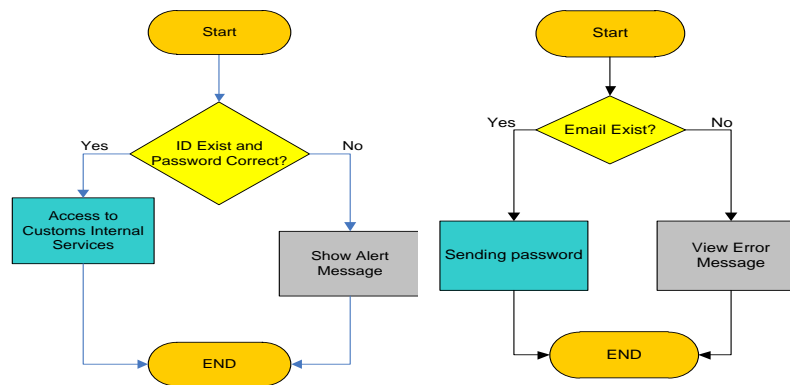 Start
ID Exist and
Password Correct?
Yes
No
Access to
Customs Internal
Services
Show Alert
Message
END
Start
Email Exist?
Yes
No
Sending password
View Error
Message
END